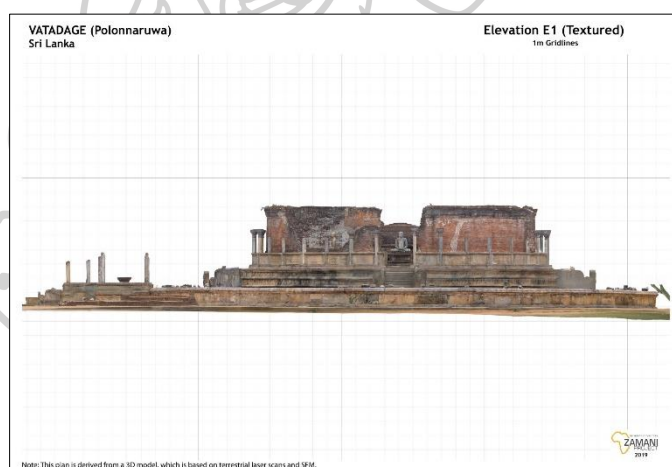 VATADAGE (Polonnaruwa)
Sri Lanka
Elevation E1 (Textured)
1m Gridlines
ZAMANI
PROJECT
2019
Note: This plan is derived from a 3D model, which is based on terrestrial laser scans and SFM.